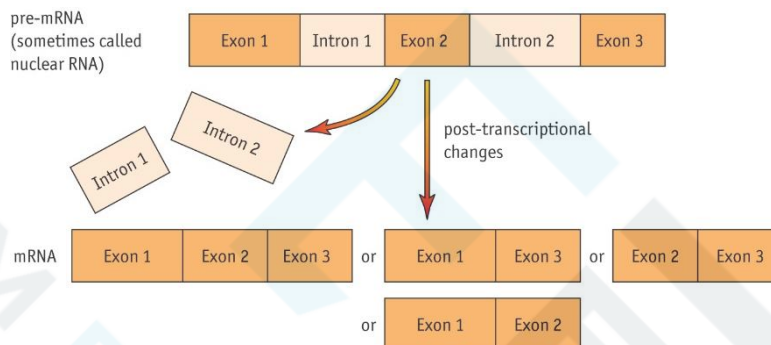 pre-mRNA
(sometimes called
nuclear RNA)
Exon 1 Intron 1 Exon 2 Intron 2 Exon 3
Intron 1
Intron 2
post-transcriptional
changes
mRNA Exon 1 Exon 2 Exon 3 or Exon 1 Exon 3 or Exon 2 Exon 3
or Exon 1 Exon 2